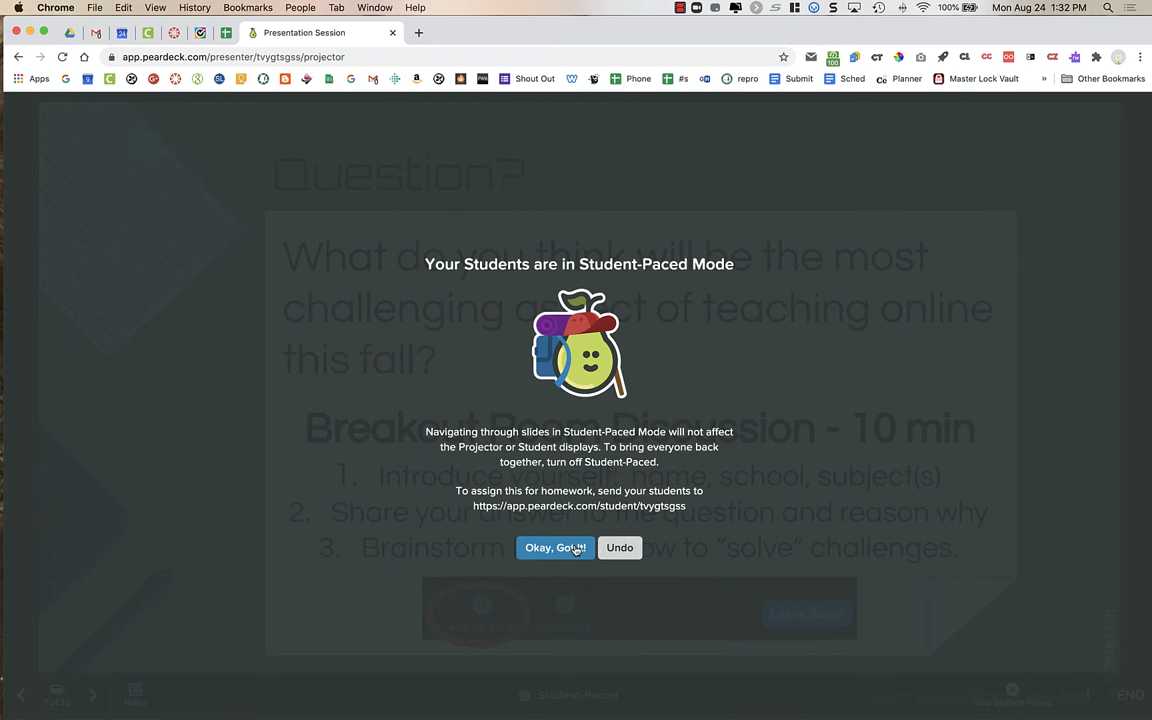 Chrome File Edit View History Bookmarks People Tab Window Help 100% Mon Aug 24 1:32 PM
Presentation Session
app.peardeck.com/presenter/tvygtsgss/projector
Apps Shout Out Phone #s repro Submit Sched Planner Master Lock Vault » Other Bookmarks
Question?
What do you think will be the most
challenging aspect of teaching online
this fall?
Breakout Room Discussion - 10 min
1. Introduce yourself: name, school, subject(s)
2. Share your answer to the question and reason why
3. Brainstorm how to “solve” challenges.
Leave Room
Your Students are in Student-Paced Mode
Navigating through slides in Student-Paced Mode will not affect
the Projector or Student displays. To bring everyone back
together, turn off Student-Paced.
To assign this for homework, send your students to
https://app.peardeck.com/student/tvygtsgss
Okay, Got It! Undo
Student-Paced
Stop Student-Paced
END